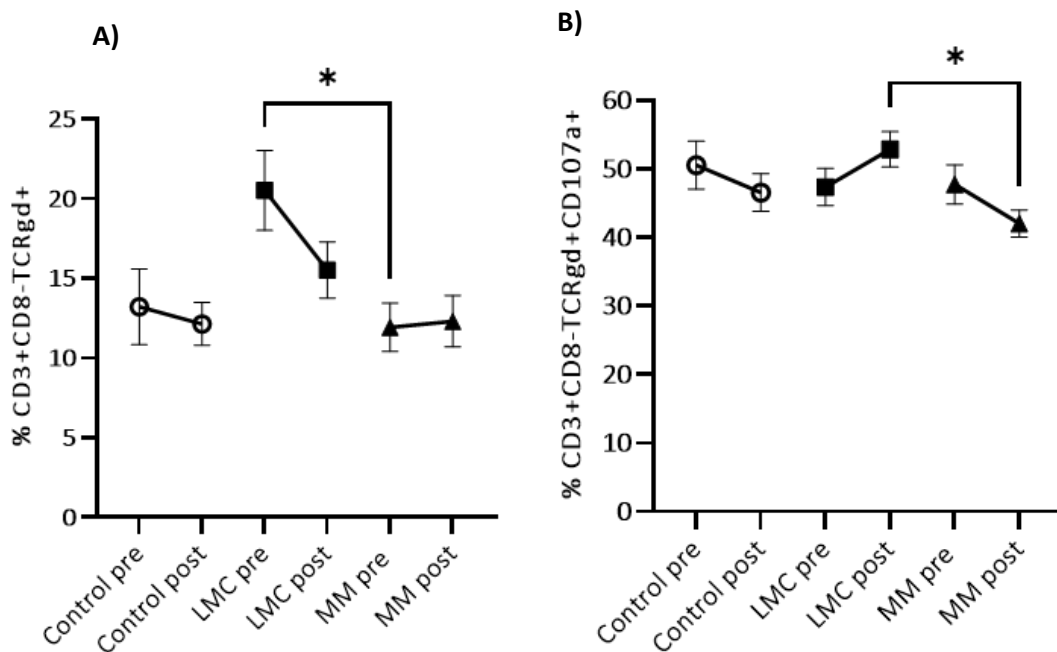 A)
*
% CD3+CD8-TCRgd+
25
20
15
10
5
0
Control pre
Control post
LMC pre
LMC post
MM pre
MM post
B)
*
% CD3+CD8-TCRgd+CD107a+
60
50
40
30
20
10
0
Control pre
Control post
LMC pre
LMC post
MM pre
MM post